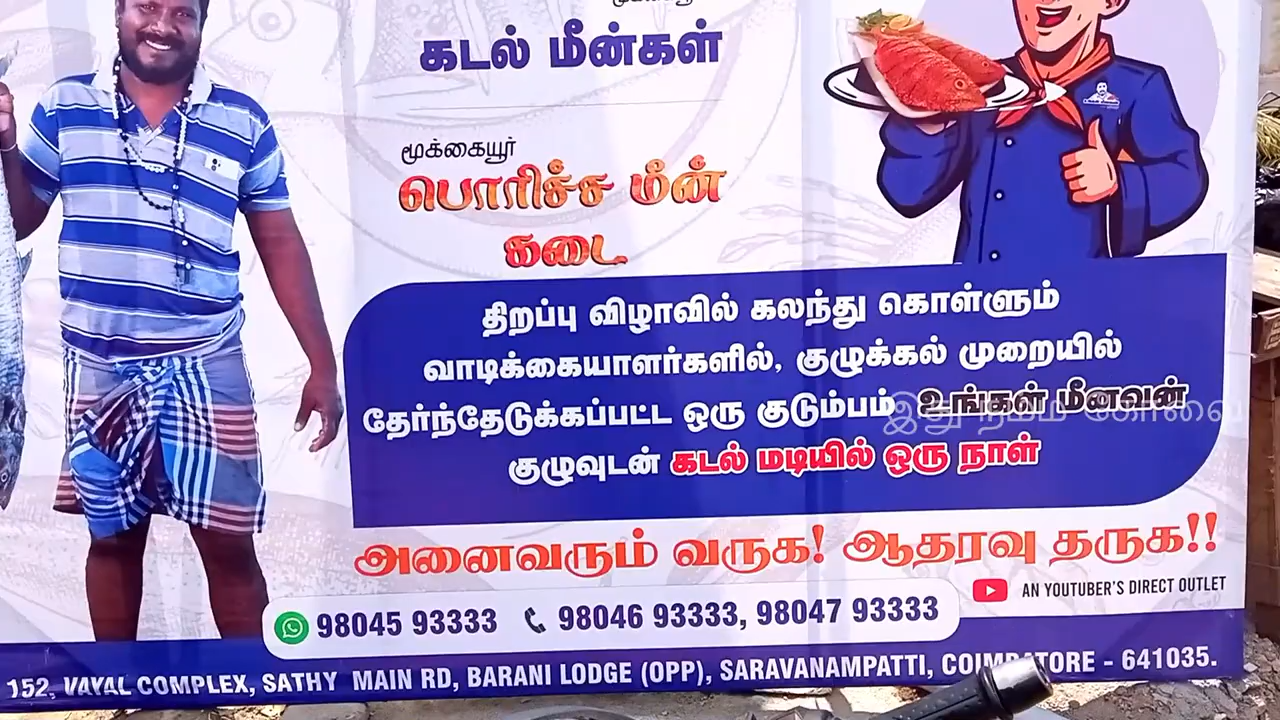 கடல் மீன்கள்
மூக்கையூர்
பொரிச்ச மீன்
கடை
திறப்பு விழாவில் கலந்து கொள்ளும்
வாடிக்கையாளர்களில், குழுக்கல் முறையில்
தேர்ந்தேடுக்கப்பட்ட ஒரு குடும்பம் உங்கள் மீனவன்
குழுவுடன் கடல் மடியில் ஒரு நாள்
இது நம்ம கோவை
அனைவரும் வருக! ஆதரவு தருக!!
AN YOUTUBER'S DIRECT OUTLET
98045 93333 98046 93333, 98047 93333
152, VAYAL COMPLEX, SATHY MAIN RD, BARANI LODGE (OPP), SARAVANAMPATTI, COIMBATORE - 641035.